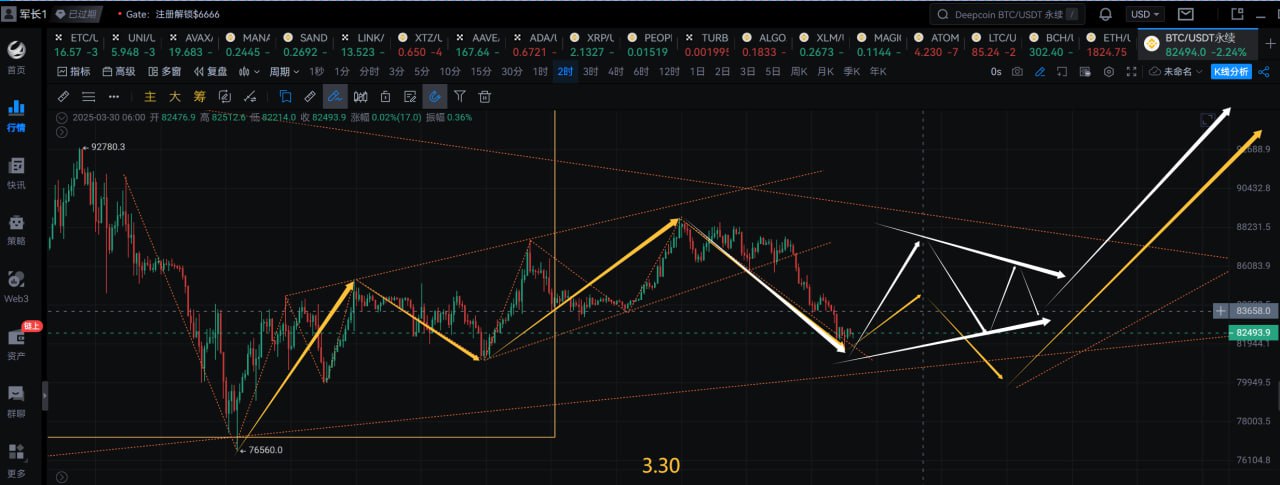 军长1 已过期 Gate: 注册解锁$6666 Deepcoin BTC/USDT 永续 / USD
ETC/U UNI/L AVAX/ MAN/ SAND LINK/ XTZ/U AAVE/ ADA/U XRP/U PEOPI TURB ALGO XLM/U MAGII ATOM LTC/U BCH/U ETH/U BTC/USDT永续
16.57 -3 5.948 -3 19.683 - 0.2445 - 0.2692 - 13.523 - 0.650 -4 167.64 - 0.6721 - 2.1327 - 0.01519 0.00199 0.1833 - 0.2673 - 0.1144 - 4.230 -7 85.24 -2 302.40 - 1824.75 82494.0 -2.24%
首页
指标 高级 多窗 复盘 周期 1秒 1分 分时 3分 5分 10分 15分 30分 1时 2时 3时 4时 6时 12时 1日 2日 3日 5日 周K 月K 季K 年K 0s 未命名 K线分析
主 大 筹
2025-03-30 06:00 开 82476.9 高 82512.6 低 82214.0 收 82493.9 涨幅 0.02%(17.0) 振幅 0.36%
行情
快讯
策略
Web3
链上
资产
群聊
更多
92780.3
76560.0
3.30
90432.8
88231.5
86083.9
83658.0
82493.9
81944.1
79949.5
78003.5
76104.8